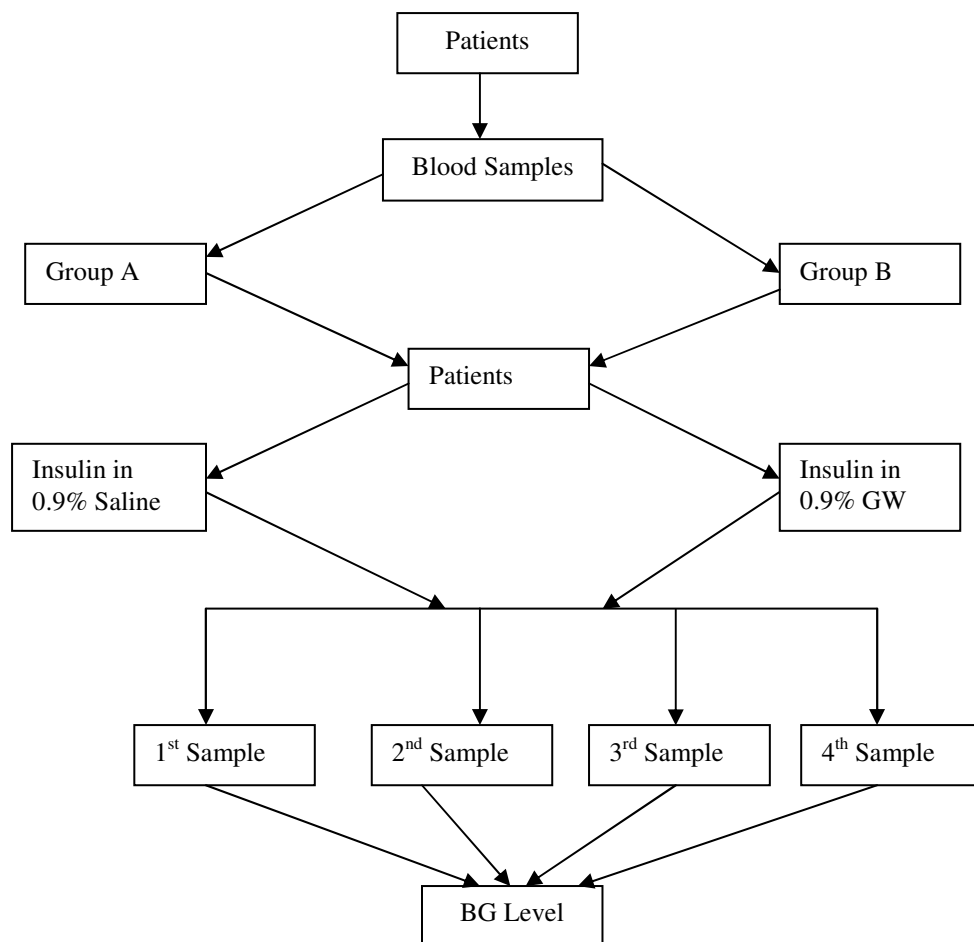 Patients
Blood Samples
Group A
Group B
Patients
Insulin in
0.9% Saline
Insulin in
0.9% GW
1st Sample
2nd Sample
3rd Sample
4th Sample
BG Level